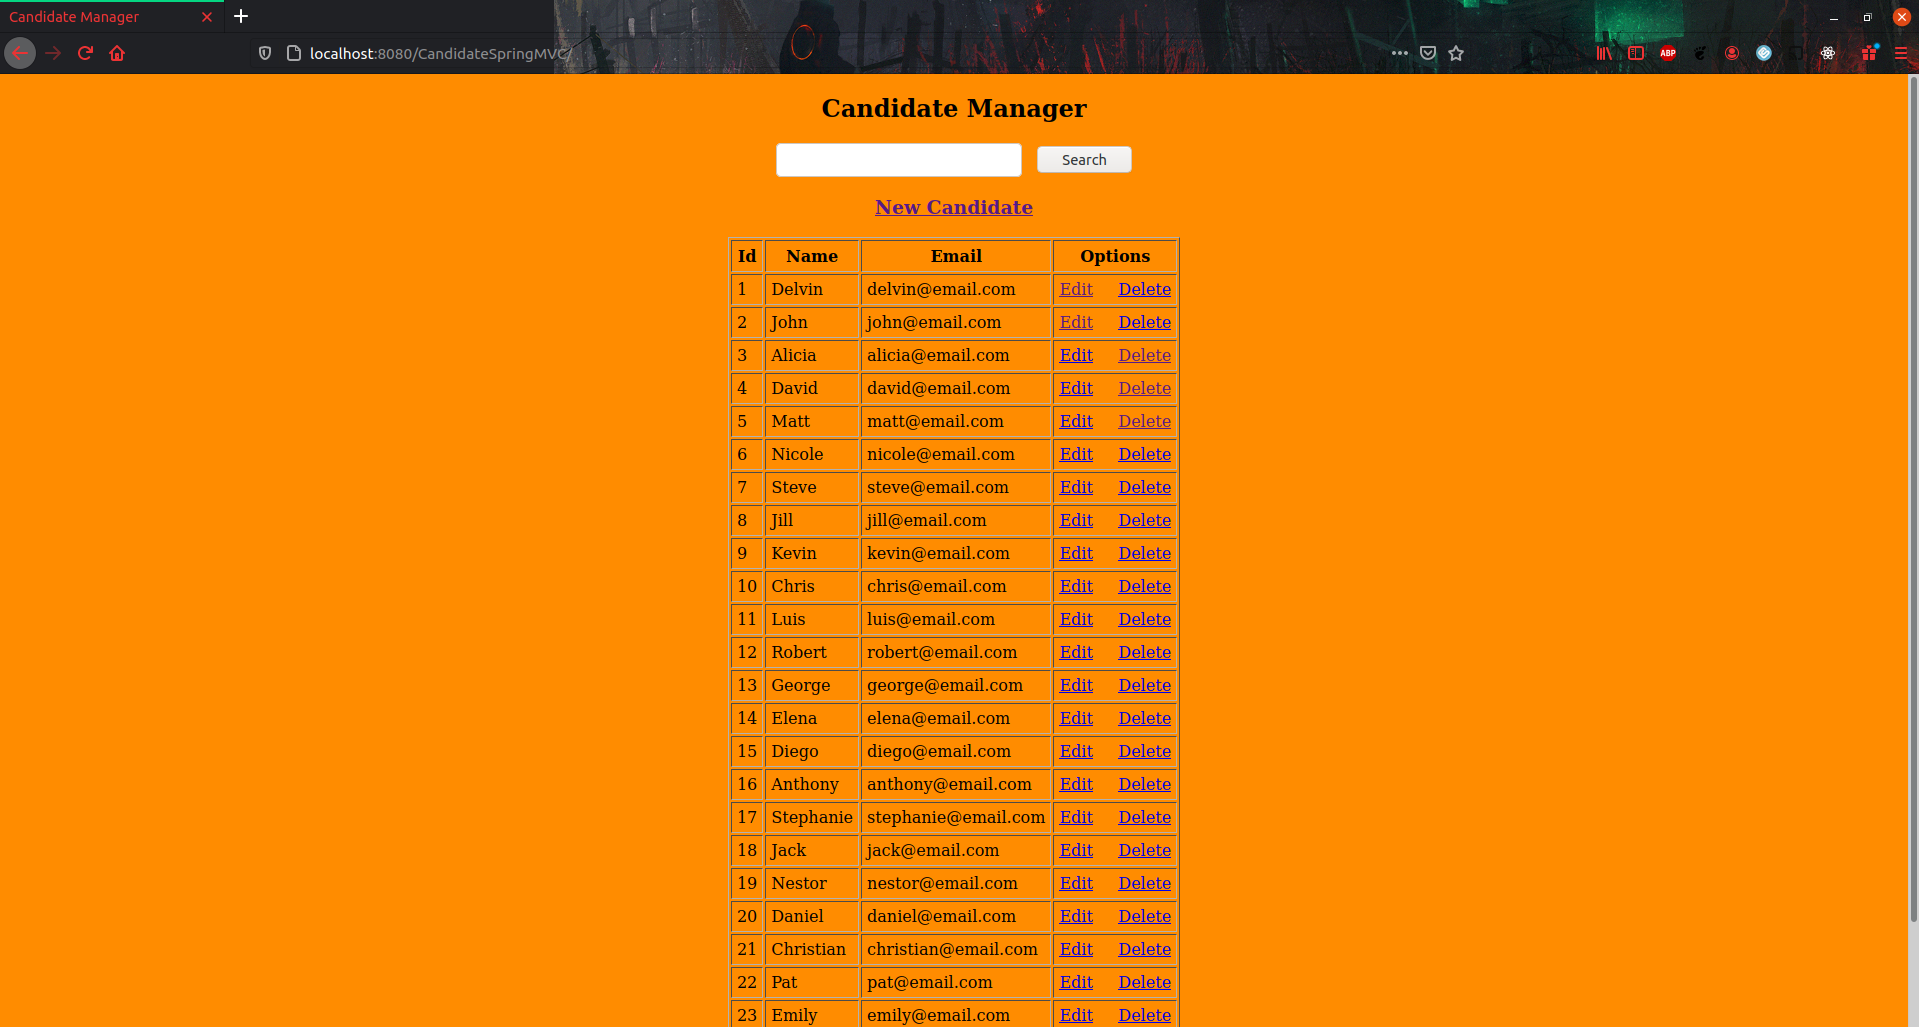 Candidate Manager
localhost:8080/CandidateSpringMVC/
ABP
Candidate Manager
Search
New Candidate
Id Name Email Options
1 Delvin delvin@email.com Edit Delete
2 John john@email.com Edit Delete
3 Alicia alicia@email.com Edit Delete
4 David david@email.com Edit Delete
5 Matt matt@email.com Edit Delete
6 Nicole nicole@email.com Edit Delete
7 Steve steve@email.com Edit Delete
8 Jill jill@email.com Edit Delete
9 Kevin kevin@email.com Edit Delete
10 Chris chris@email.com Edit Delete
11 Luis luis@email.com Edit Delete
12 Robert robert@email.com Edit Delete
13 George george@email.com Edit Delete
14 Elena elena@email.com Edit Delete
15 Diego diego@email.com Edit Delete
16 Anthony anthony@email.com Edit Delete
17 Stephanie stephanie@email.com Edit Delete
18 Jack jack@email.com Edit Delete
19 Nestor nestor@email.com Edit Delete
20 Daniel daniel@email.com Edit Delete
21 Christian christian@email.com Edit Delete
22 Pat pat@email.com Edit Delete
23 Emily emily@email.com Edit Delete